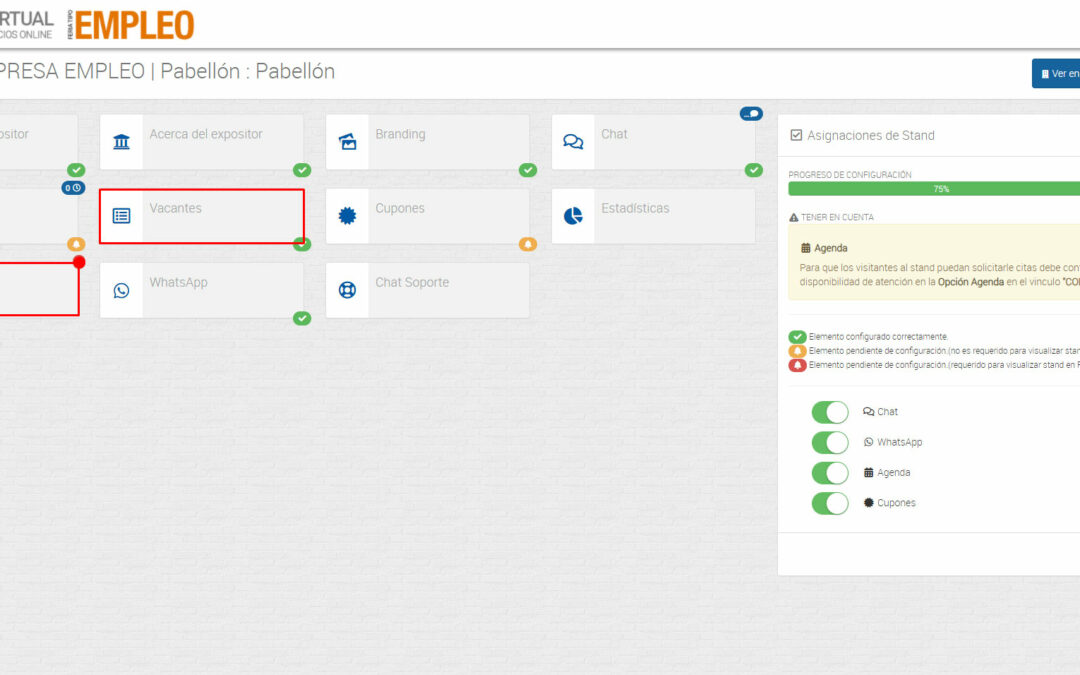 RTUAL
CIOS ONLINE
FERIA TIPO
EMPLEO
PRESA EMPLEO | Pabellón : Pabellón
Ver en
ositor
Acerca del expositor
Branding
Chat
...
0
Vacantes
Cupones
Estadísticas
WhatsApp
Chat Soporte
Asignaciones de Stand
PROGRESO DE CONFIGURACIÓN
75%
TENER EN CUENTA
Agenda
Para que los visitantes al stand puedan solicitarle citas debe con
disponibilidad de atención en la Opción Agenda en el vinculo "CO
Elemento configurado correctamente.
Elemento pendiente de configuración.(no es requerido para visualizar stan
Elemento pendiente de configuración.(requerido para visualizar stand en F
Chat
WhatsApp
Agenda
Cupones